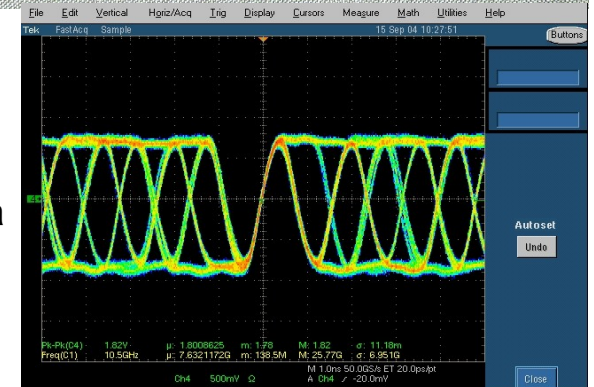 File Edit Vertical Horiz/Acq Trig Display Cursors Measure Math Utilities Help
Tek FastAcq Sample 15 Sep 04 10:27:51
Buttons
Autoset
Undo
Pk-Pk(C4) 1.82V µ: 1.8008625 m: 1.78 M: 1.82 σ: 11.18m
Freq(C1) 10.5GHz µ: 7.6321172G m: 138.5M M: 25.77G σ: 6.951G
Ch4 500mV Ω
M 1.0ns 50.0GS/s ET 20.0ps/pt
A Ch4 ∕ -20.0mV
Close